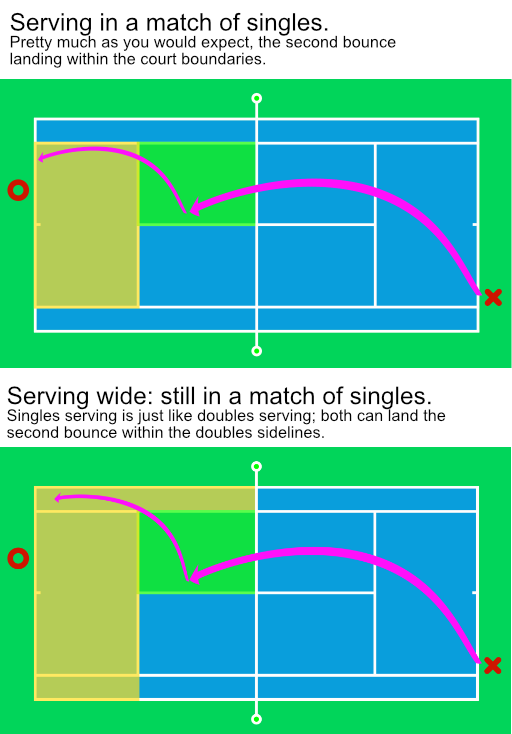 Serving in a match of singles.
Pretty much as you would expect, the second bounce
landing within the court boundaries.
Serving wide: still in a match of singles.
Singles serving is just like doubles serving; both can land the
second bounce within the doubles sidelines.